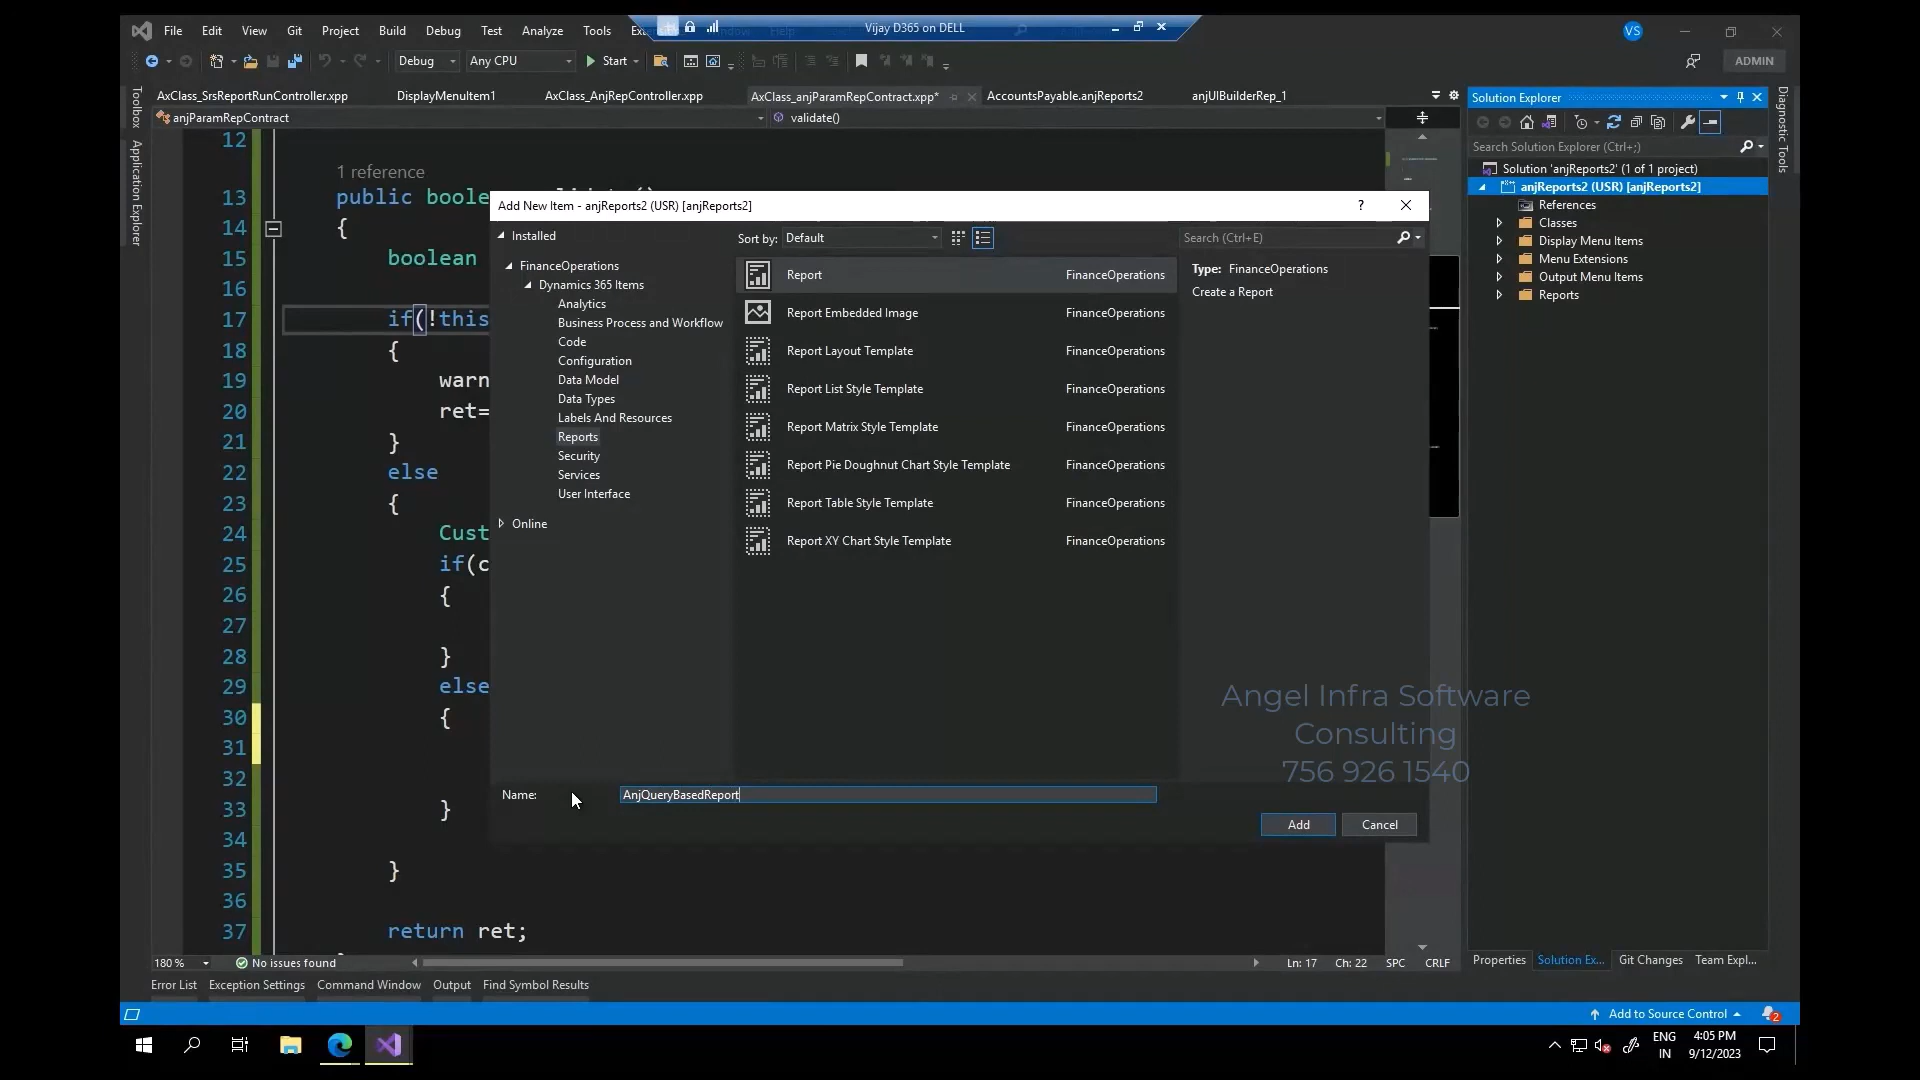 File Edit View Git Project Build Debug Test Analyze Tools
Vijay D365 on DELL
VS
Debug Any CPU Start ADMIN
AxClass_SrsReportRunController.xpp DisplayMenuItem1 AxClass_AnjRepController.xpp AxClass_anjParamRepContract.xpp* AccountsPayable.anjReports2 anjUIBuilderRep_1
anjParamRepContract validate()
Toolbox
Application Explorer
Diagnostic Tools
12
1 reference
13 public boole
14 {
15 boolean
16
17 if(!this
18 {
19 warn
20 ret=
21 }
22 else
23 {
24 Cust
25 if(c
26 {
27
28 }
29 else
30 {
31
32
33 }
34
35 }
36
37 return ret;
Add New Item - anjReports2 (USR) [anjReports2] ?
Installed
Sort by: Default
Search (Ctrl+E)
FinanceOperations
Dynamics 365 Items
Analytics
Business Process and Workflow
Code
Configuration
Data Model
Data Types
Labels And Resources
Reports
Security
Services
User Interface
Online
Report FinanceOperations
Report Embedded Image FinanceOperations
Report Layout Template FinanceOperations
Report List Style Template FinanceOperations
Report Matrix Style Template FinanceOperations
Report Pie Doughnut Chart Style Template FinanceOperations
Report Table Style Template FinanceOperations
Report XY Chart Style Template FinanceOperations
Type: FinanceOperations
Create a Report
Name: AnjQueryBasedReport
Add Cancel
Angel Infra Software
Consulting
756 926 1540
Solution Explorer
Search Solution Explorer (Ctrl+;)
Solution 'anjReports2' (1 of 1 project)
anjReports2 (USR) [anjReports2]
References
Classes
Display Menu Items
Menu Extensions
Output Menu Items
Reports
Properties Solution Ex... Git Changes Team Expl...
180 % No issues found Ln: 17 Ch: 22 SPC CRLF
Error List Exception Settings Command Window Output Find Symbol Results
Add to Source Control 2
ENG
IN
4:05 PM
9/12/2023